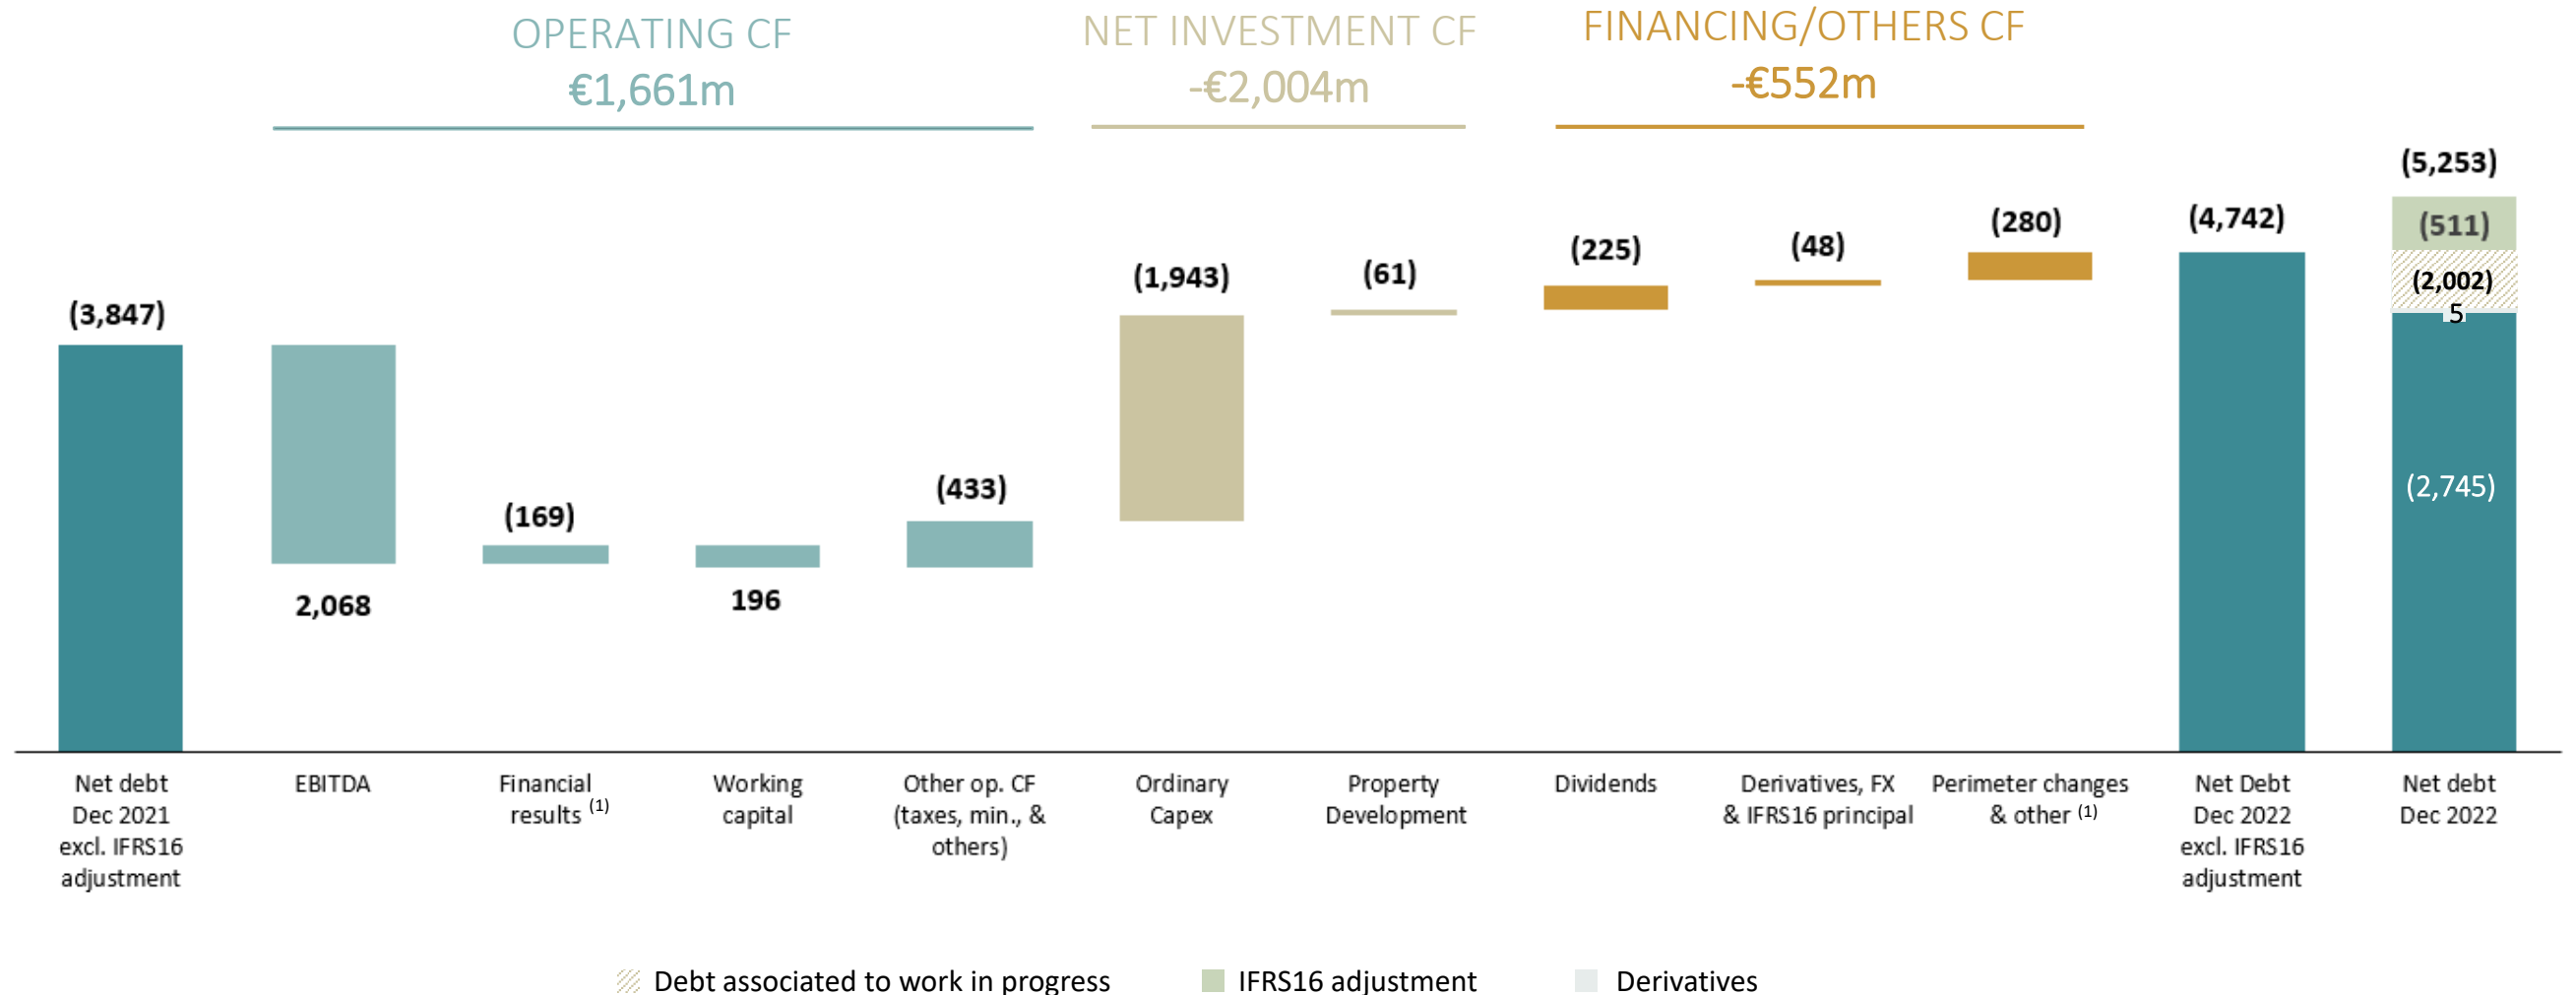 OPERATING CF
€1,661m
NET INVESTMENT CF
-€2,004m
FINANCING/OTHERS CF
-€552m
(3,847)
2,068
(169)
196
(433)
(1,943)
(61)
(225)
(48)
(280)
(4,742)
(5,253)
(511)
(2,002)
5
(2,745)
Net debt
Dec 2021
excl. IFRS16
adjustment
EBITDA
Financial
results (1)
Working
capital
Other op. CF
(taxes, min., &
others)
Ordinary
Capex
Property
Development
Dividends
Derivatives, FX
& IFRS16 principal
Perimeter changes
& other (1)
Net Debt
Dec 2022
excl. IFRS16
adjustment
Net debt
Dec 2022
Debt associated to work in progress
IFRS16 adjustment
Derivatives